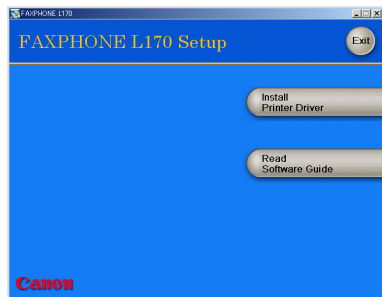 FAXPHONE L170
FAXPHONE L170 Setup
Exit
Install
Printer Driver
Read
Software Guide
Canon